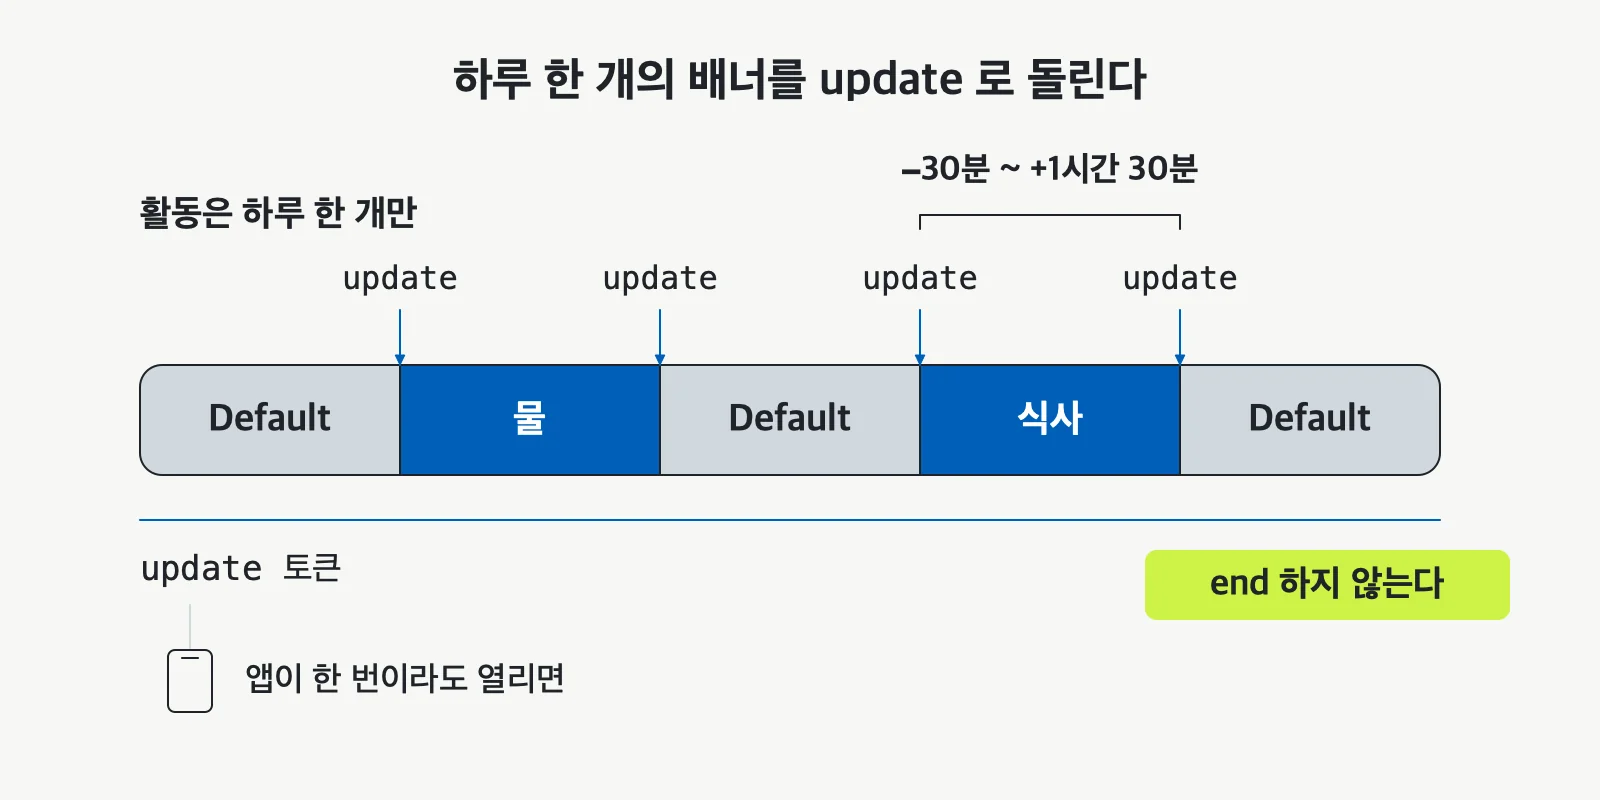 하루 한 개의 배너를 update 로 돌린다
–30분 ~ +1시간 30분
활동은 하루 한 개만
update update update update
Default 물 Default 식사 Default
update 토큰
end 하지 않는다
앱이 한 번이라도 열리면